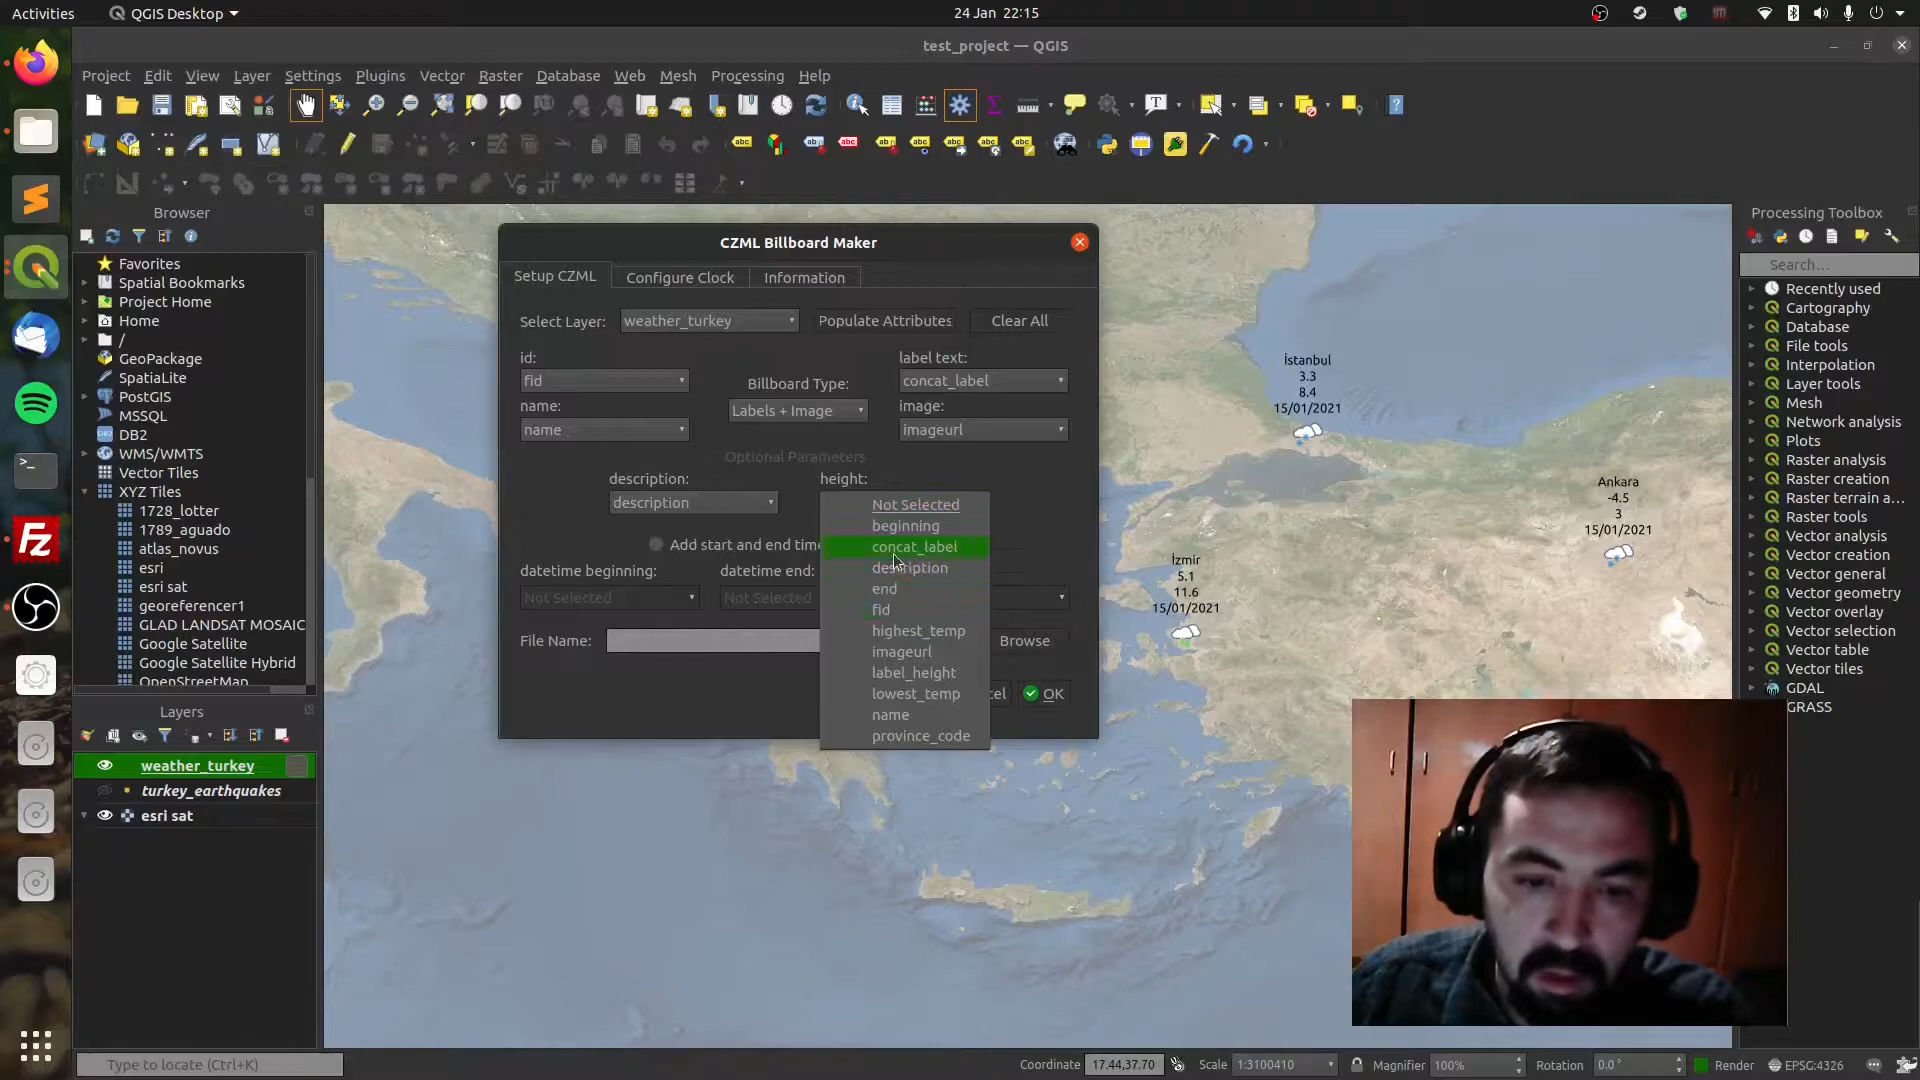 Activities
QGIS Desktop
24 Jan 22:15
test_project — QGIS
Project Edit View Layer Settings Plugins Vector Raster Database Web Mesh Processing Help
Browser
Favorites
Spatial Bookmarks
Project Home
Home
/
GeoPackage
SpatiaLite
PostGIS
MSSQL
DB2
WMS/WMTS
Vector Tiles
XYZ Tiles
1728_lotter
1789_aguado
atlas_novus
esri
esri sat
georeferencer1
GLAD LANDSAT MOSAIC
Google Satellite
Google Satellite Hybrid
OpenStreetMap
Layers
weather_turkey
turkey_earthquakes
esri sat
Type to locate (Ctrl+K)
CZML Billboard Maker
Setup CZML Configure Clock Information
Select Layer: weather_turkey Populate Attributes Clear All
id:
fid
name:
name
Billboard Type:
Labels + Image
label text:
concat_label
image:
imageurl
Optional Parameters
description:
description
height:
Not Selected
beginning
concat_label
description
end
fid
highest_temp
imageurl
label_height
lowest_temp
name
province_code
Add start and end time
datetime beginning:
Not Selected
datetime end:
Not Selected
File Name:
Browse
cel
OK
İstanbul
3.3
8.4
15/01/2021
Ankara
-4.5
3
15/01/2021
İzmir
5.1
11.6
15/01/2021
Processing Toolbox
Search…
Recently used
Cartography
Database
File tools
Interpolation
Layer tools
Mesh
Network analysis
Plots
Raster analysis
Raster creation
Raster terrain a…
Raster tools
Vector analysis
Vector creation
Vector general
Vector geometry
Vector overlay
Vector selection
Vector table
Vector tiles
GDAL
GRASS
Coordinate 17.44,37.70 Scale 1:3100410 Magnifier 100% Rotation 0.0 ° Render EPSG:4326